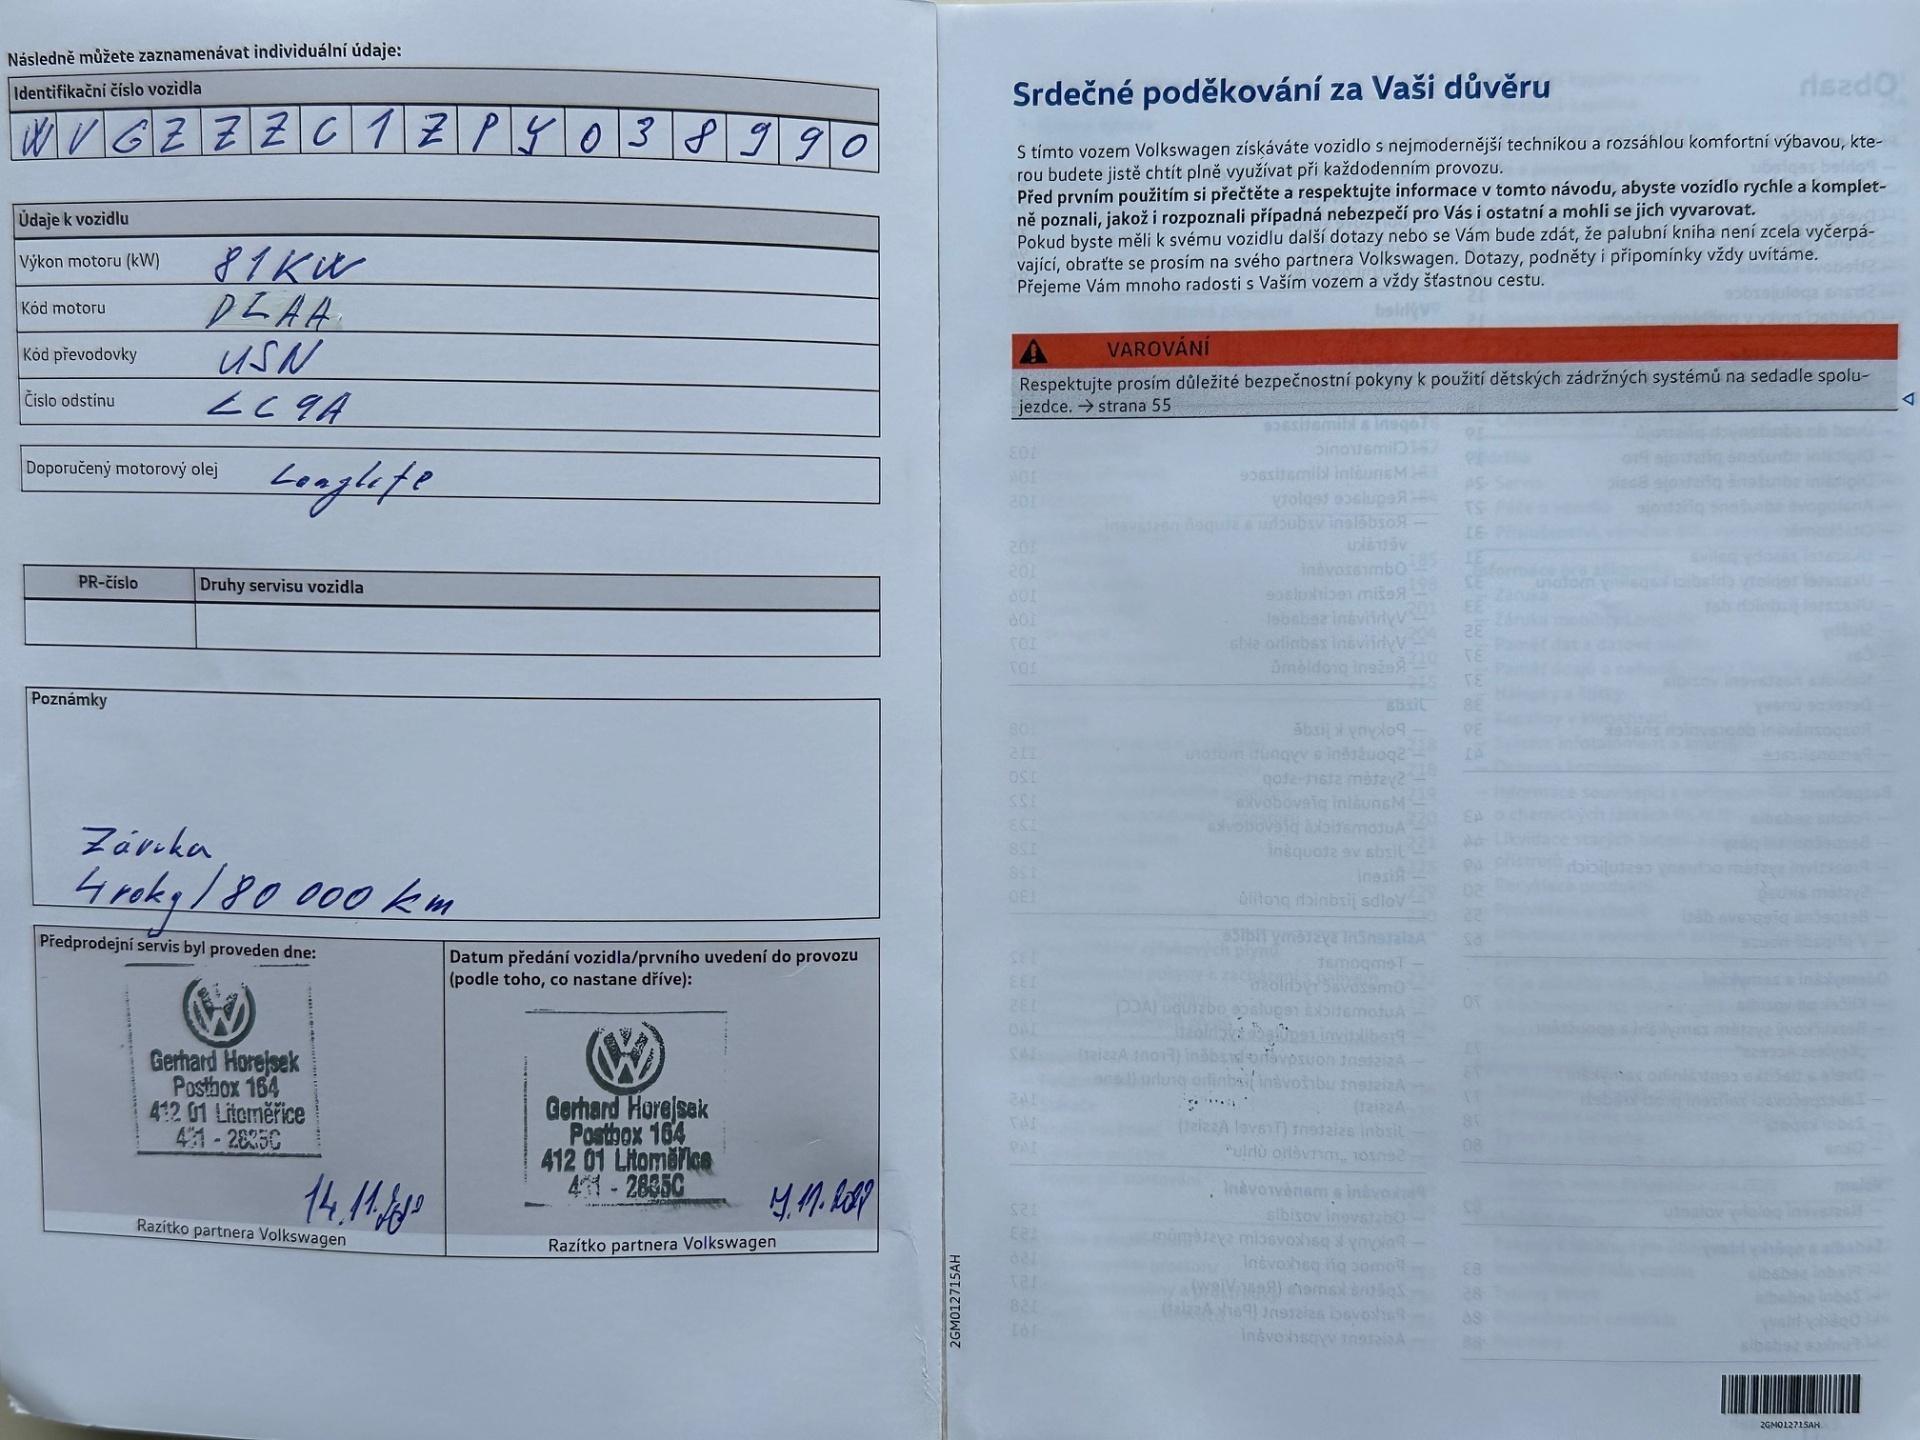 Následně můžete zaznamenávat individuální údaje:
Identifikační číslo vozidla
W V G Z Z Z C 1 Z P Y 0 3 8 9 9 0
Údaje k vozidlu
Výkon motoru (kW) 81KW
Kód motoru DLAA
Kód převodovky USN
Číslo odstínu LC9A
Doporučený motorový olej Longlife
PR-číslo Druhy servisu vozidla
Poznámky
Záruka
4 roky / 80 000 km
Předprodejní servis byl proveden dne:
Gerhard Horejsek
Postbox 164
412 01 Litoměřice
14.11.
Razítko partnera Volkswagen
Datum předání vozidla/prvního uvedení do provozu
(podle toho, co nastane dříve):
Gerhard Horejsek
Postbox 164
412 01 Litoměřice
Razítko partnera Volkswagen
2GM012715AH
Srdečné poděkování za Vaši důvěru
S tímto vozem Volkswagen získáváte vozidlo s nejmodernější technikou a rozsáhlou komfortní výbavou, kte-
rou budete jistě chtít plně využívat při každodenním provozu.
Před prvním použitím si přečtěte a respektujte informace v tomto návodu, abyste vozidlo rychle a komplet-
ně poznali, jakož i rozpoznali případná nebezpečí pro Vás i ostatní a mohli se jich vyvarovat.
Pokud byste měli k svému vozidlu další dotazy nebo se Vám bude zdát, že palubní kniha není zcela vyčerpá-
vající, obraťte se prosím na svého partnera Volkswagen. Dotazy, podněty i připomínky vždy uvítáme.
Přejeme Vám mnoho radosti s Vaším vozem a vždy šťastnou cestu.
VAROVÁNÍ
Respektujte prosím důležité bezpečnostní pokyny k použití dětských zádržných systémů na sedadle spolu-
jezdce. → strana 55
2GM012715AH